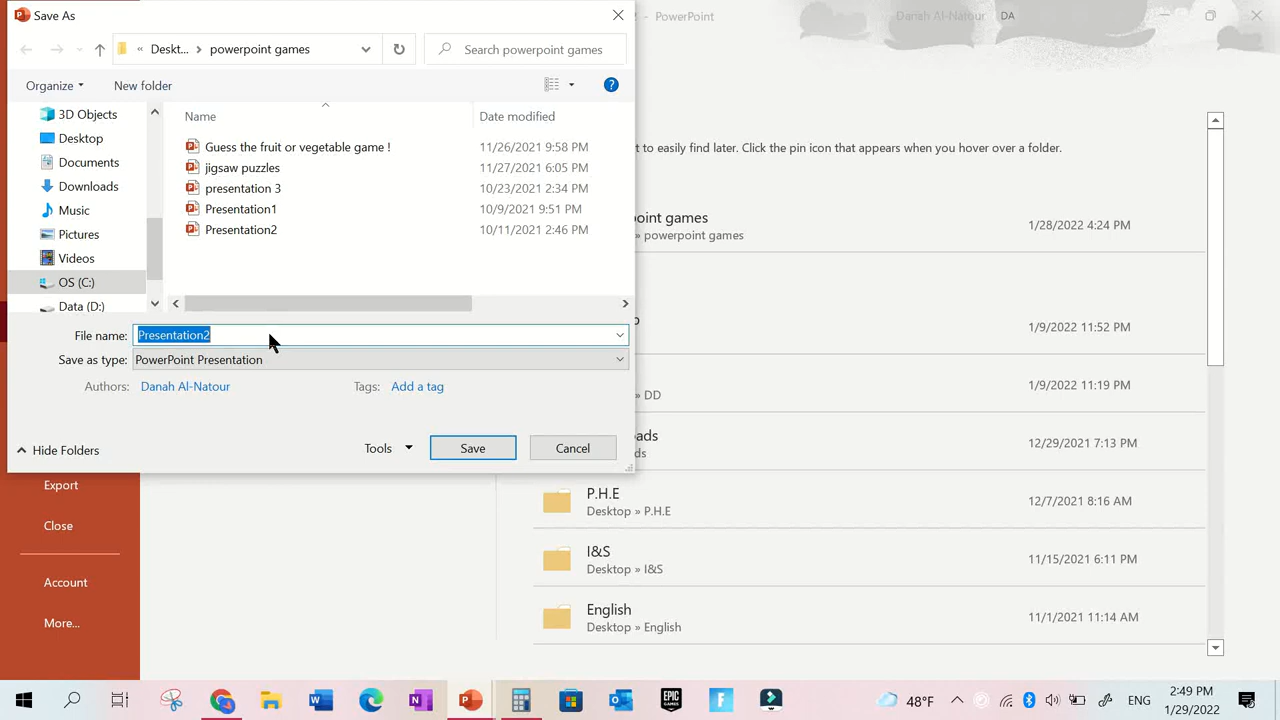 Save As
PowerPoint
Danah Al-Natour
DA
« Deskt... › powerpoint games
Search powerpoint games
Organize
New folder
3D Objects
Desktop
Documents
Downloads
Music
Pictures
Videos
OS (C:)
Data (D:)
Name
Date modified
Guess the fruit or vegetable game !
11/26/2021 9:58 PM
jigsaw puzzles
11/27/2021 6:05 PM
presentation 3
10/23/2021 2:34 PM
Presentation1
10/9/2021 9:51 PM
Presentation2
10/11/2021 2:46 PM
File name: Presentation2
Save as type: PowerPoint Presentation
Authors: Danah Al-Natour
Tags: Add a tag
Hide Folders
Tools
Save
Cancel
t to easily find later. Click the pin icon that appears when you hover over a folder.
oint games
» powerpoint games
1/28/2022 4:24 PM
1/9/2022 11:52 PM
» DD
1/9/2022 11:19 PM
ads
ds
12/29/2021 7:13 PM
P.H.E
Desktop » P.H.E
12/7/2021 8:16 AM
I&S
Desktop » I&S
11/15/2021 6:11 PM
English
Desktop » English
11/1/2021 11:14 AM
Export
Close
Account
More...
EPIC GAMES
48°F
ENG
2:49 PM
1/29/2022